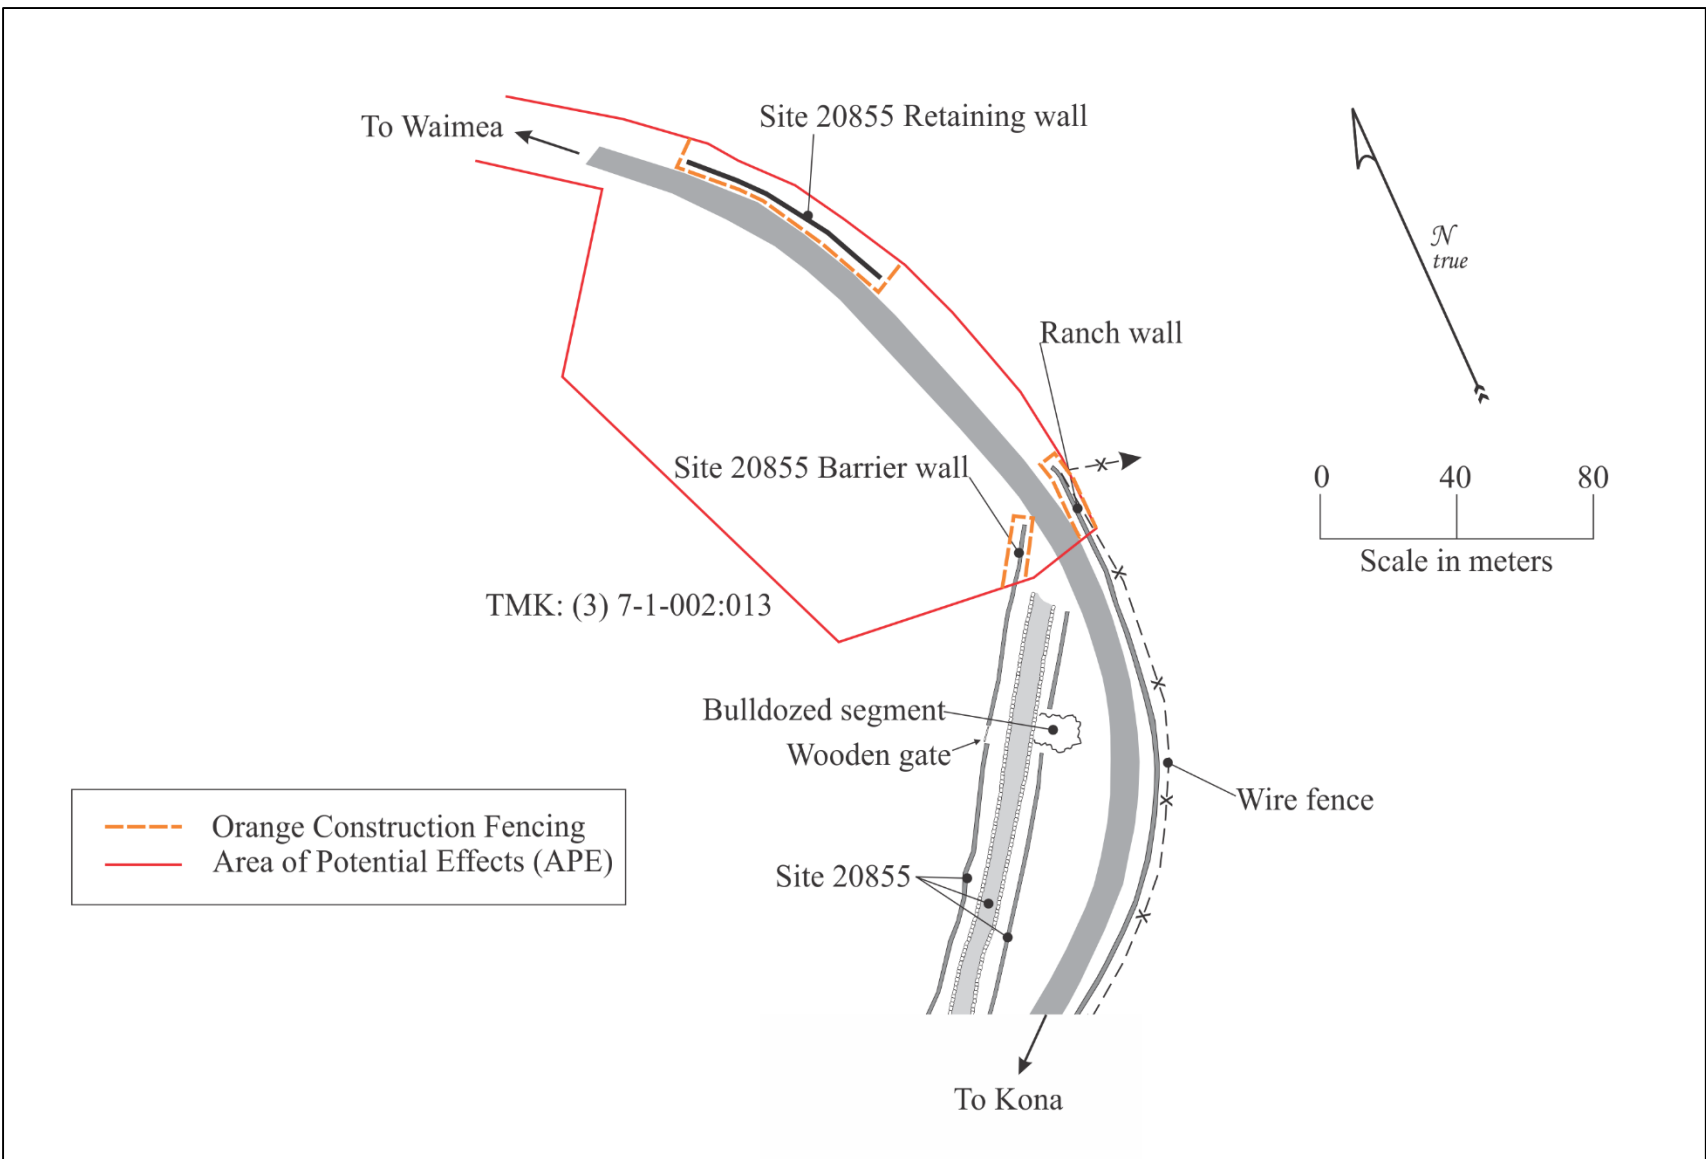 To Waimea
Site 20855 Retaining wall
N
true
Ranch wall
Site 20855 Barrier wall
0 40 80
Scale in meters
TMK: (3) 7-1-002:013
Bulldozed segment
Wooden gate
Wire fence
Orange Construction Fencing
Area of Potential Effects (APE)
Site 20855
To Kona